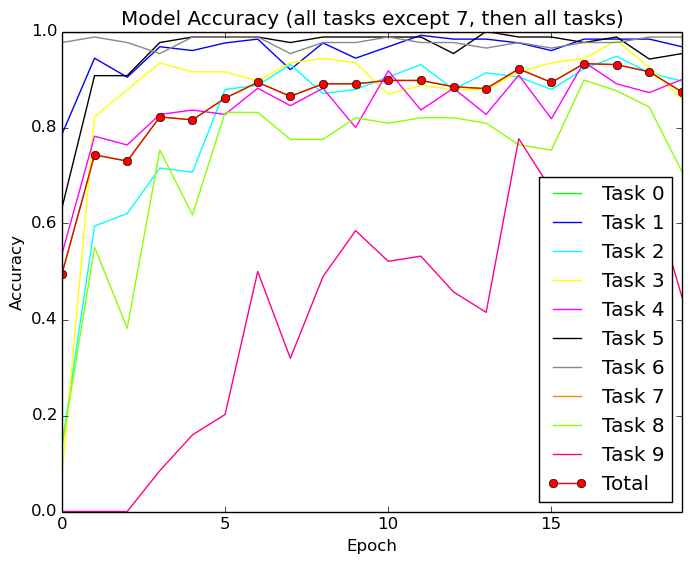 Model Accuracy (all tasks except 7, then all tasks)
1.0
0.8
0.6
0.4
0.2
0.0
Accuracy
0
5
10
15
Epoch
Task 0
Task 1
Task 2
Task 3
Task 4
Task 5
Task 6
Task 7
Task 8
Task 9
Total